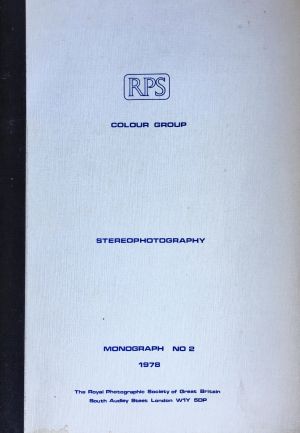 RPS
COLOUR GROUP
STEREOPHOTOGRAPHY
MONOGRAPH NO 2
1978
The Royal Photographic Society of Great Britain
South Audley Steet London W1Y 5DP